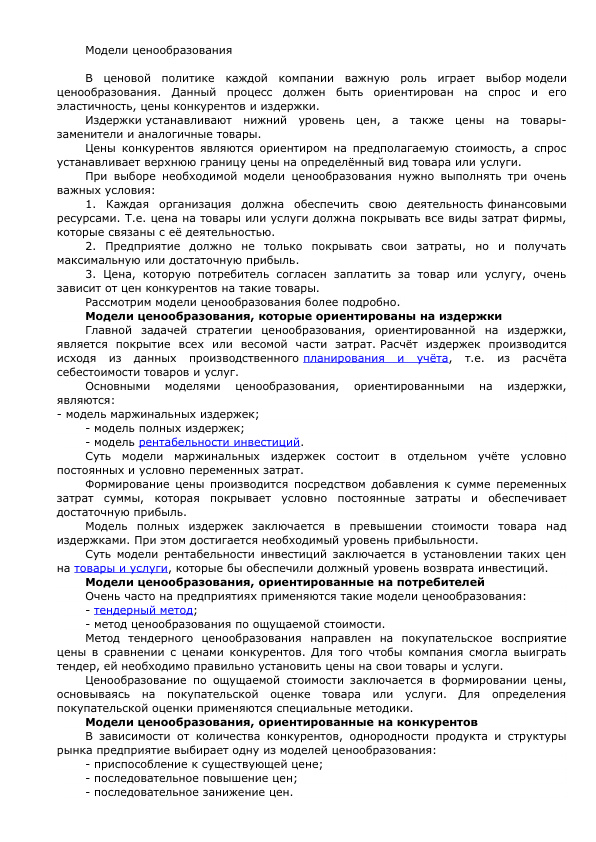 Модели ценообразования
В ценовой политике каждой компании важную роль играет выбор модели
ценообразования. Данный процесс должен быть ориентирован на спрос и его
эластичность, цены конкурентов и издержки.
Издержки устанавливают нижний уровень цен, а также цены на товары-
заменители и аналогичные товары.
Цены конкурентов являются ориентиром на предполагаемую стоимость, а спрос
устанавливает верхнюю границу цены на определённый вид товара или услуги.
При выборе необходимой модели ценообразования нужно выполнять три очень
важных условия:
1. Каждая организация должна обеспечить свою деятельность финансовыми
ресурсами. Т.е. цена на товары или услуги должна покрывать все виды затрат фирмы,
которые связаны с её деятельностью.
2. Предприятие должно не только покрывать свои затраты, но и получать
максимальную или достаточную прибыль.
3. Цена, которую потребитель согласен заплатить за товар или услугу, очень
зависит от цен конкурентов на такие товары.
Рассмотрим модели ценообразования более подробно.
Модели ценообразования, которые ориентированы на издержки
Главной задачей стратегии ценообразования, ориентированной на издержки,
является покрытие всех или весомой части затрат. Расчёт издержек производится
исходя из данных производственного планирования и учёта, т.е. из расчёта
себестоимости товаров и услуг.
Основными моделями ценообразования, ориентированными на издержки,
являются:
- модель маржинальных издержек;
- модель полных издержек;
- модель рентабельности инвестиций.
Суть модели маржинальных издержек состоит в отдельном учёте условно
постоянных и условно переменных затрат.
Формирование цены производится посредством добавления к сумме переменных
затрат суммы, которая покрывает условно постоянные затраты и обеспечивает
достаточную прибыль.
Модель полных издержек заключается в превышении стоимости товара над
издержками. При этом достигается необходимый уровень прибыльности.
Суть модели рентабельности инвестиций заключается в установлении таких цен
на товары и услуги, которые бы обеспечили должный уровень возврата инвестиций.
Модели ценообразования, ориентированные на потребителей
Очень часто на предприятиях применяются такие модели ценообразования:
- тендерный метод;
- метод ценообразования по ощущаемой стоимости.
Метод тендерного ценообразования направлен на покупательское восприятие
цены в сравнении с ценами конкурентов. Для того чтобы компания смогла выиграть
тендер, ей необходимо правильно установить цены на свои товары и услуги.
Ценообразование по ощущаемой стоимости заключается в формировании цены,
основываясь на покупательской оценке товара или услуги. Для определения
покупательской оценки применяются специальные методики.
Модели ценообразования, ориентированные на конкурентов
В зависимости от количества конкурентов, однородности продукта и структуры
рынка предприятие выбирает одну из моделей ценообразования:
- приспособление к существующей цене;
- последовательное повышение цен;
- последовательное занижение цен.